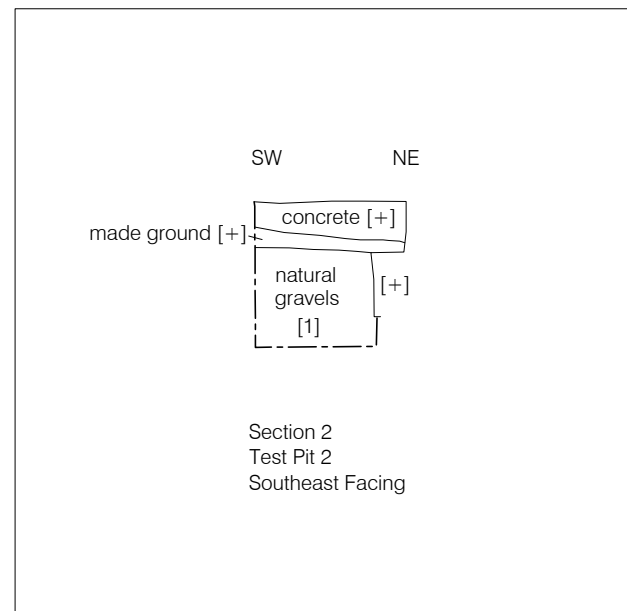 SW NE
concrete [+]
made ground [+]
natural
gravels
[1]
[+]
Section 2
Test Pit 2
Southeast Facing